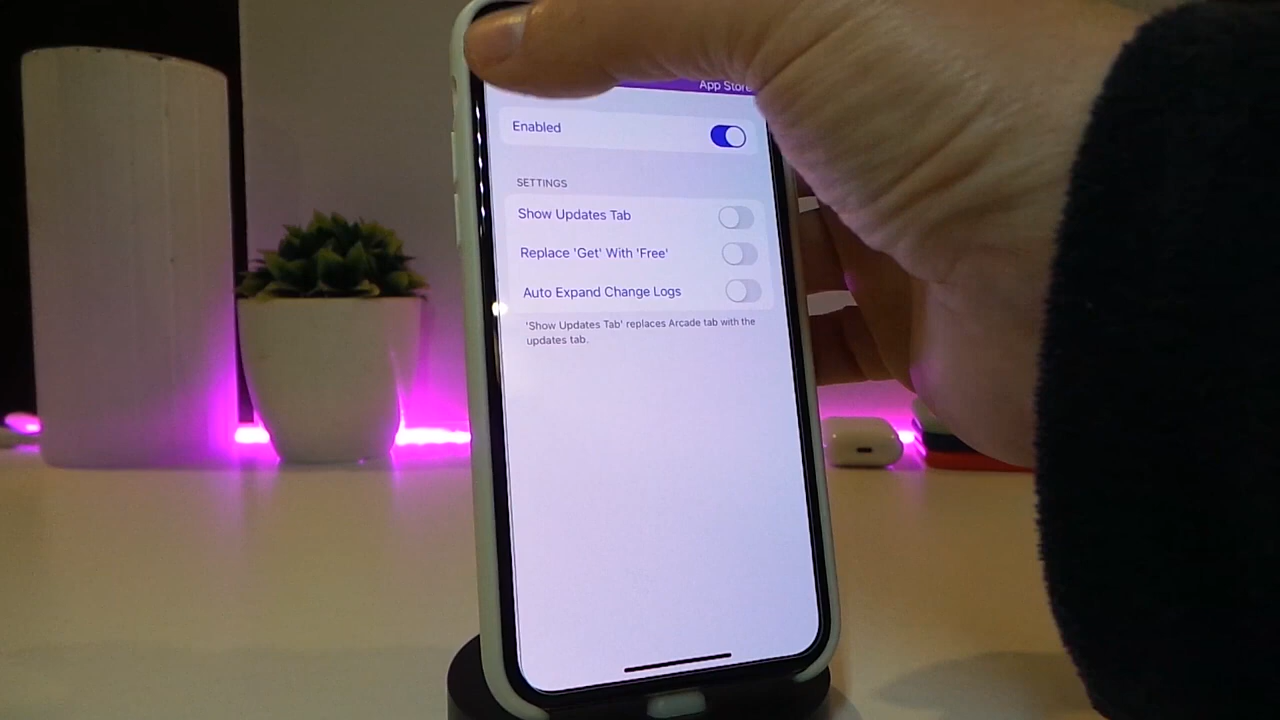 App Store
Enabled
SETTINGS
Show Updates Tab
Replace 'Get' With 'Free'
Auto Expand Change Logs
'Show Updates Tab' replaces Arcade tab with the
updates tab.